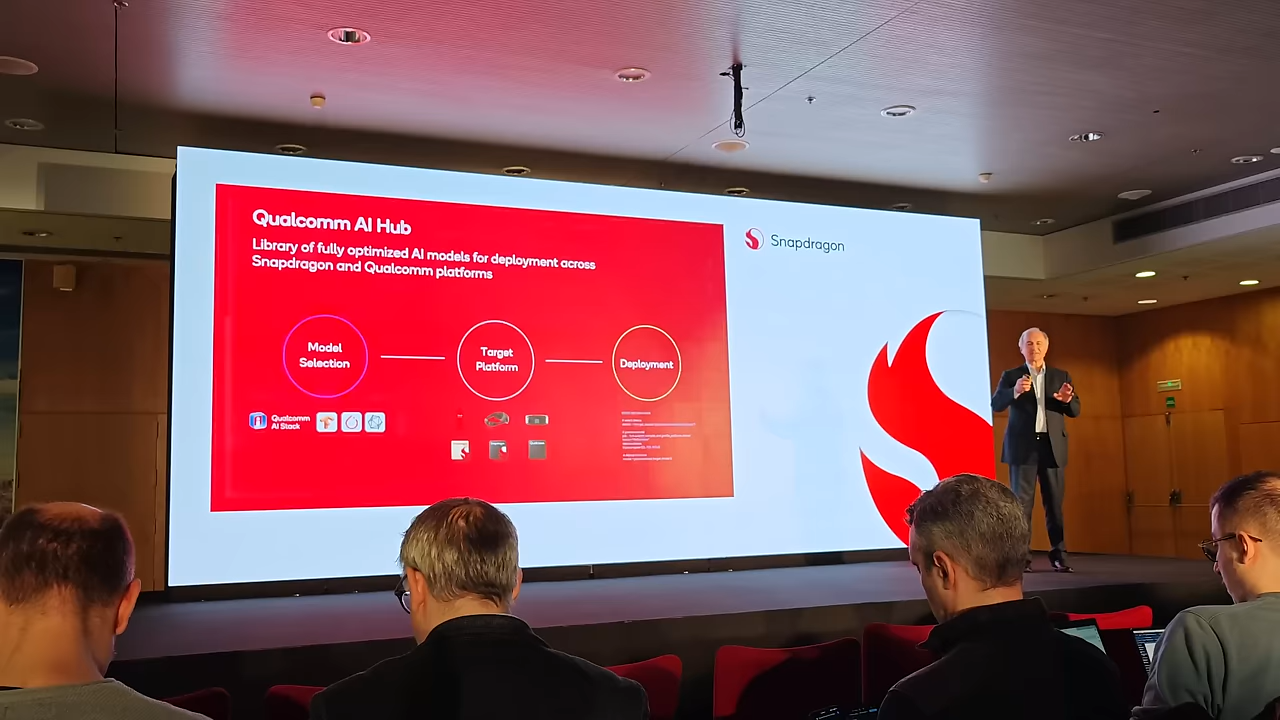 Qualcomm AI Hub
Library of fully optimized AI models for deployment across
Snapdragon and Qualcomm platforms
Model
Selection
Target
Platform
Deployment
Qualcomm
AI Stack
Snapdragon